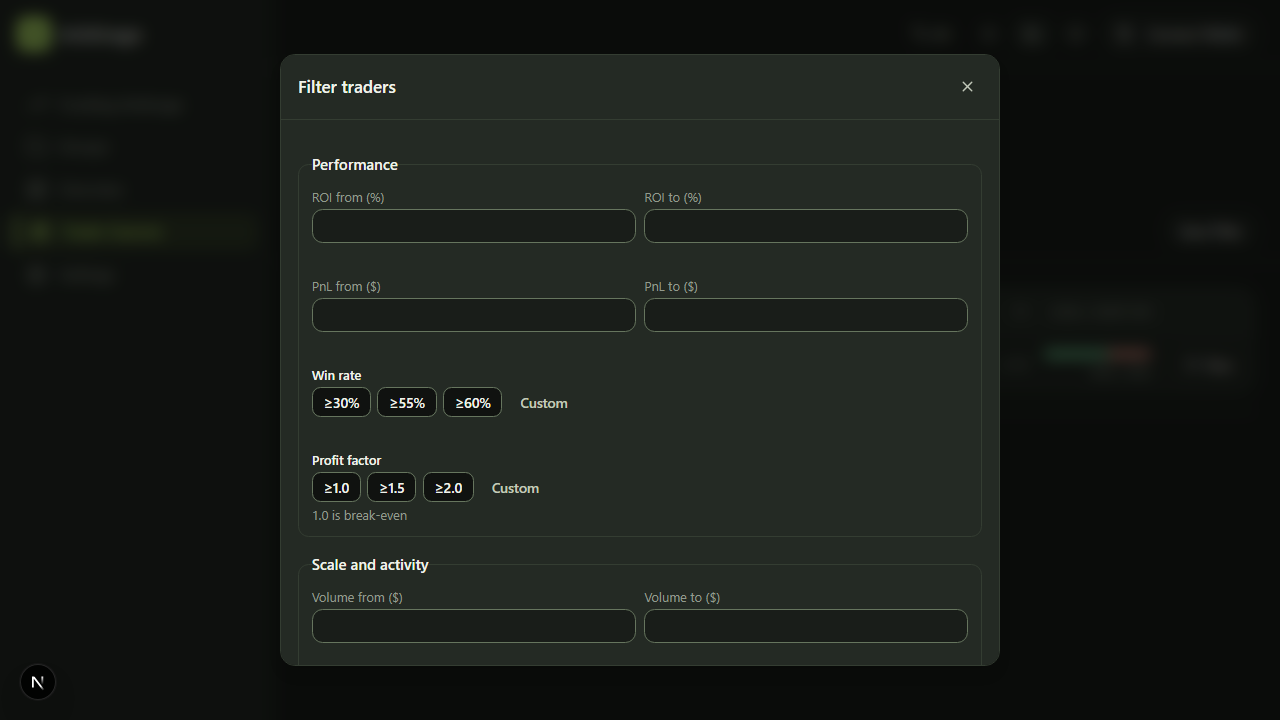 Filter traders
Performance
ROI from (%) ROI to (%)
PnL from ($) PnL to ($)
Win rate
≥30% ≥55% ≥60% Custom
Profit factor
≥1.0 ≥1.5 ≥2.0 Custom
1.0 is break-even
Scale and activity
Volume from ($) Volume to ($)
N